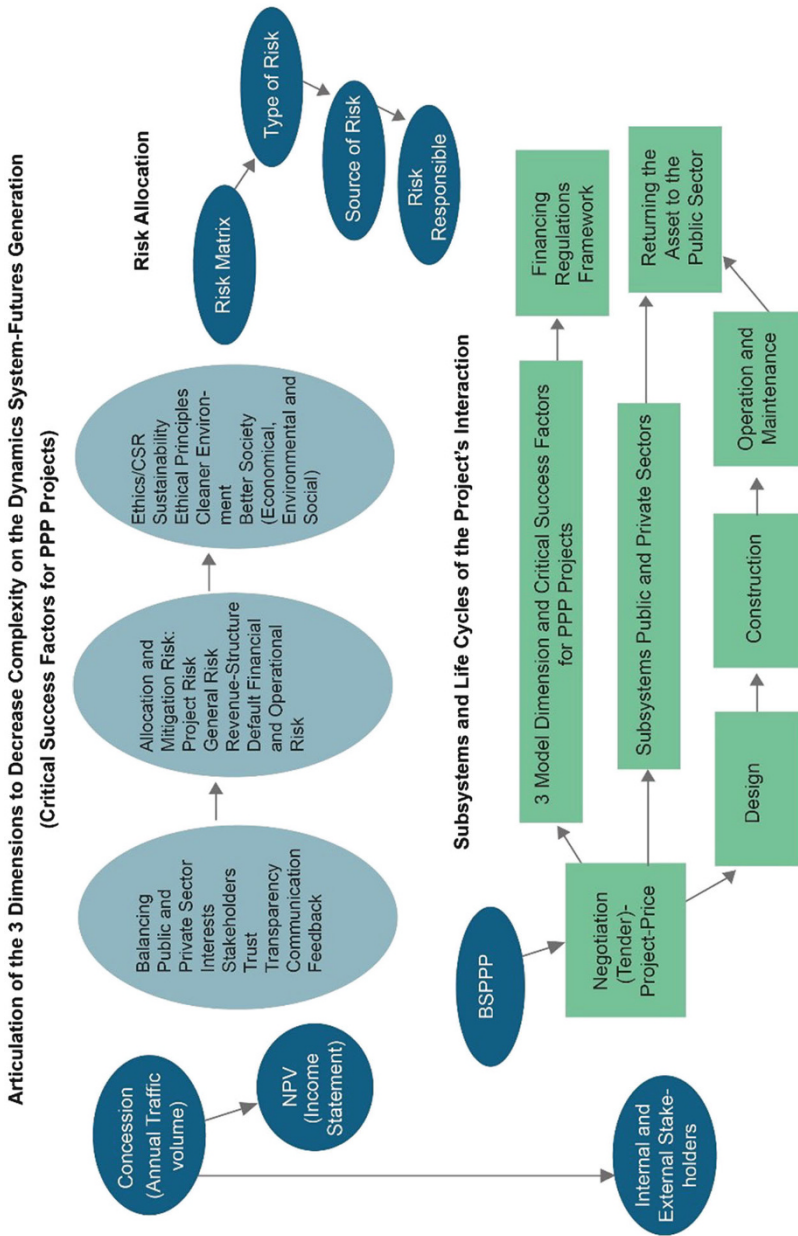 Articulation of the 3 Dimensions to Decrease Complexity on the Dynamics System-Futures Generation
(Critical Success Factors for PPP Projects)
Concession
(Annual Traffic
volume)
NPV
(Income
Statement)
Internal and
External Stake-
holders
Balancing
Public and
Private Sector
Interests
Stakeholders
Trust
Transparency
Communication
Feedback
Allocation and
Mitigation Risk:
Project Risk
General Risk
Revenue-Structure
Default Financial
and Operational
Risk
Ethics/CSR
Sustainability
Ethical Principles
Cleaner Environ-
ment
Better Society
(Economical,
Environmental and
Social)
Risk Allocation
Risk Matrix
Type of Risk
Source of Risk
Risk
Responsible
Subsystems and Life Cycles of the Project's Interaction
BSPPP
Negotiation
(Tender)-
Project-Price
3 Model Dimension and Critical Success Factors
for PPP Projects
Financing
Regulations
Framework
Subsystems Public and Private Sectors
Returning the
Asset to the
Public Sector
Design
Construction
Operation and
Maintenance